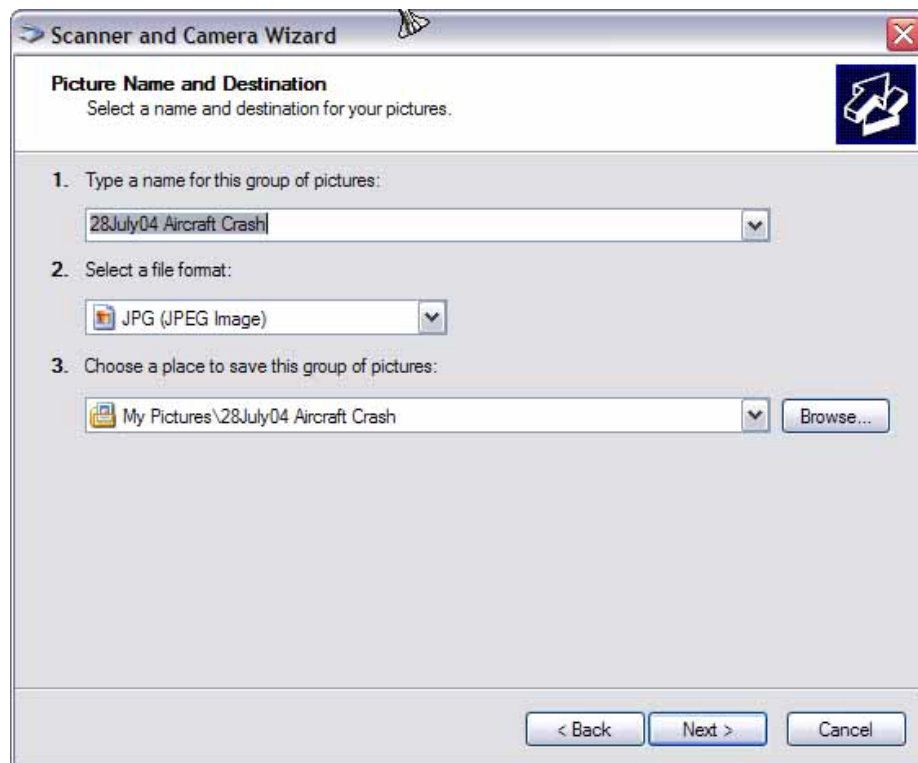 Scanner and Camera Wizard
Picture Name and Destination
Select a name and destination for your pictures.
1. Type a name for this group of pictures:
28July04 Aircraft Crash
2. Select a file format:
JPG (JPEG Image)
3. Choose a place to save this group of pictures:
My Pictures\28July04 Aircraft Crash
Browse...
< Back
Next >
Cancel